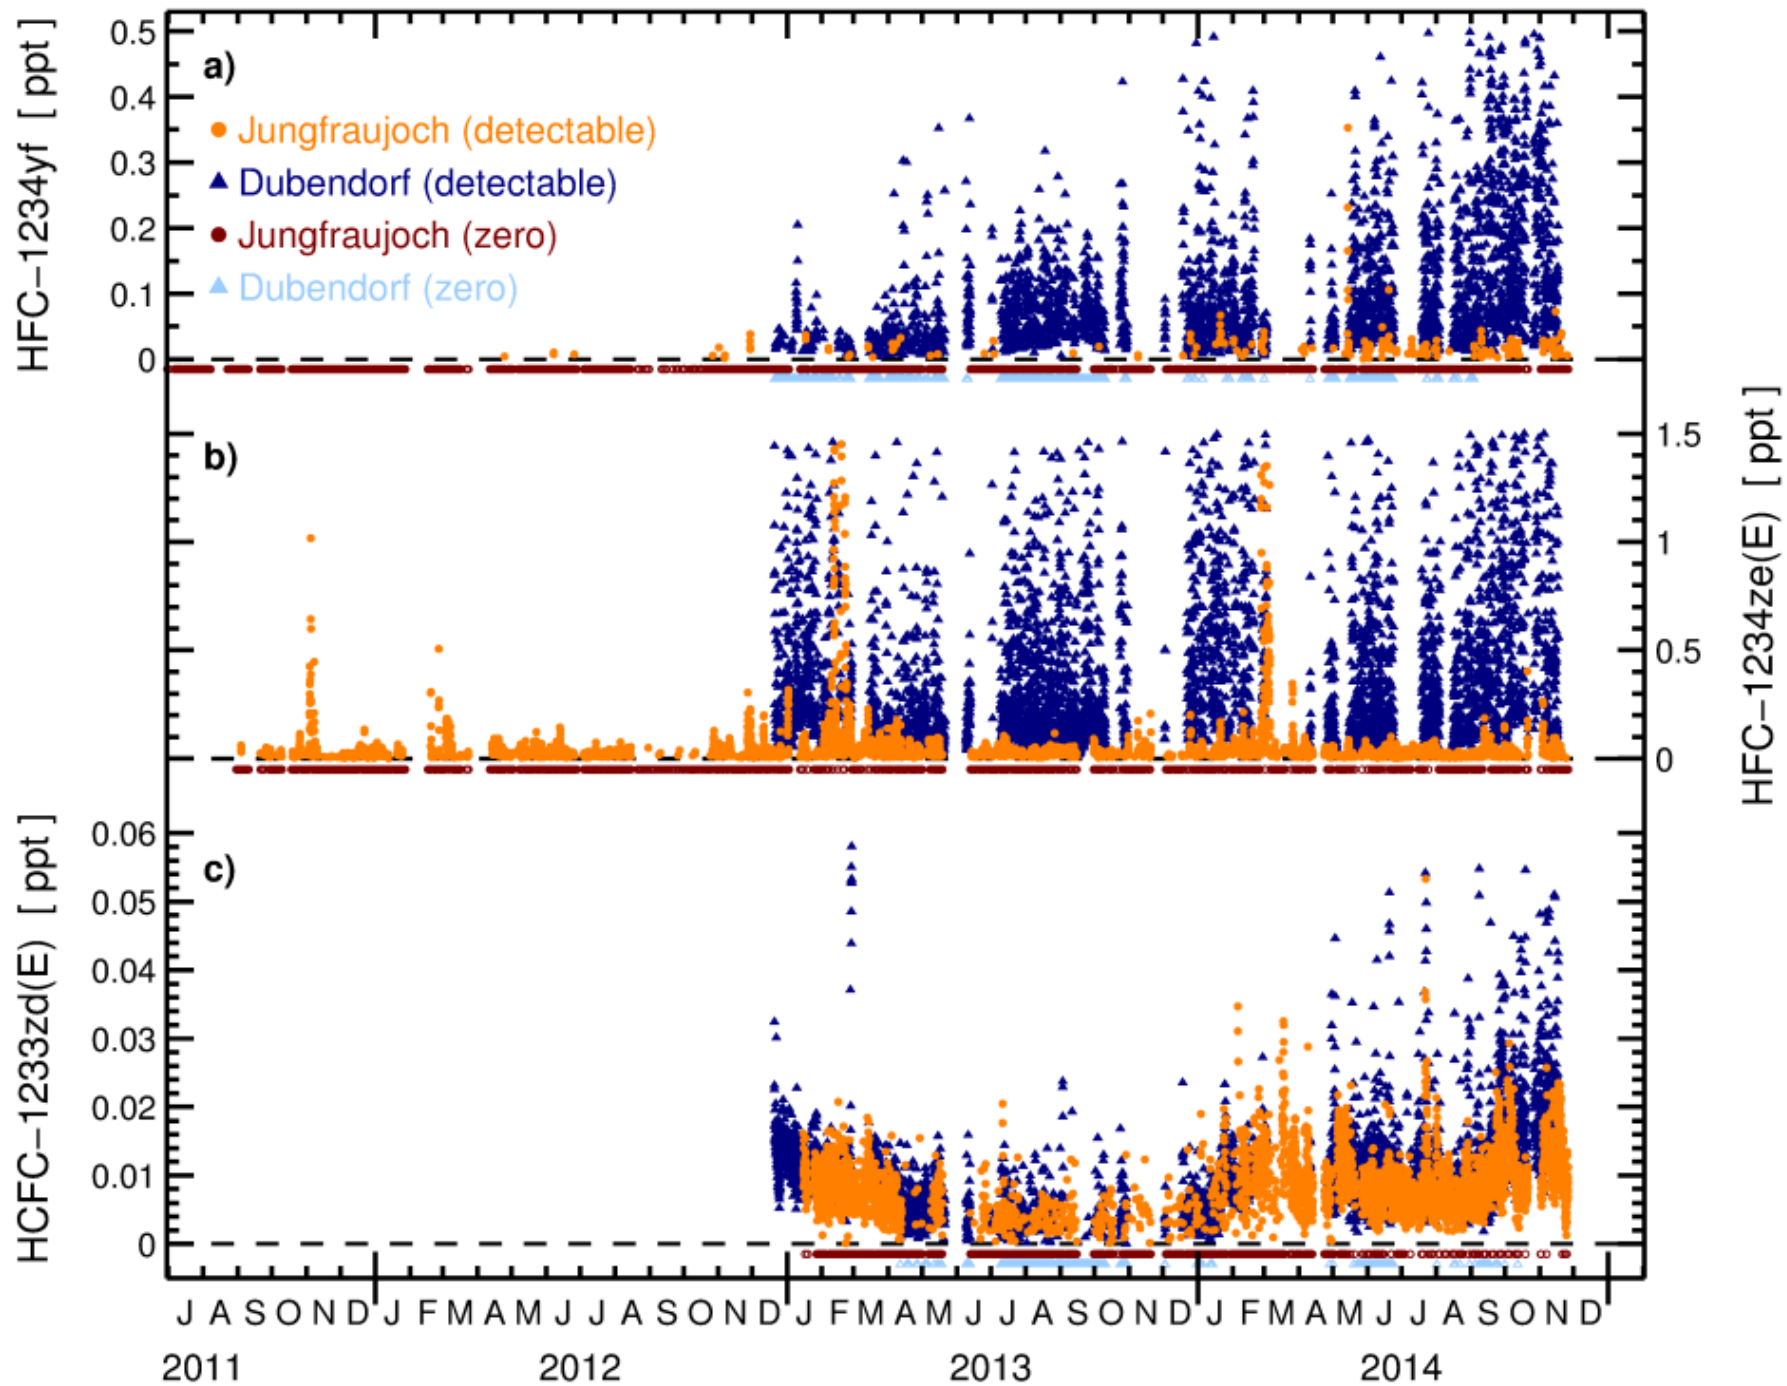 HFC-1234yf [ ppt ]
0.5
0.4
0.3
0.2
0.1
0
a)
Jungfraujoch (detectable)
Dubendorf (detectable)
Jungfraujoch (zero)
Dubendorf (zero)
b)
1.5
1
0.5
0
HFC-1234ze(E) [ ppt ]
HCFC-1233zd(E) [ ppt ]
0.06
0.05
0.04
0.03
0.02
0.01
0
c)
J A S O N D J F M A M J J A S O N D J F M A M J J A S O N D J F M A M J J A S O N D
2011 2012 2013 2014